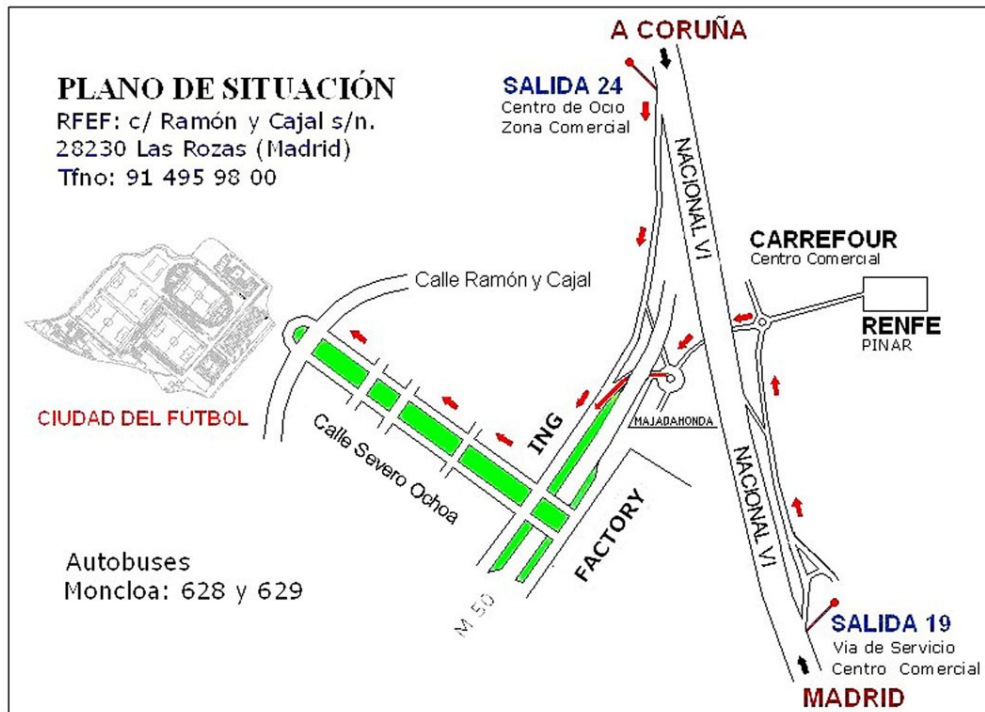 A CORUÑA
PLANO DE SITUACIÓN
RFEF: c/ Ramón y Cajal s/n.
28230 Las Rozas (Madrid)
Tfno: 91 495 98 00
SALIDA 24
Centro de Ocio
Zona Comercial
NACIONAL VI
CARREFOUR
Centro Comercial
RENFE
PINAR
Calle Ramón y Cajal
CIUDAD DEL FÚTBOL
Calle Severo Ochoa
ING
MAJADAHONDA
FACTORY
NACIONAL VI
M 50
Autobuses
Moncloa: 628 y 629
SALIDA 19
Via de Servicio
Centro Comercial
MADRID